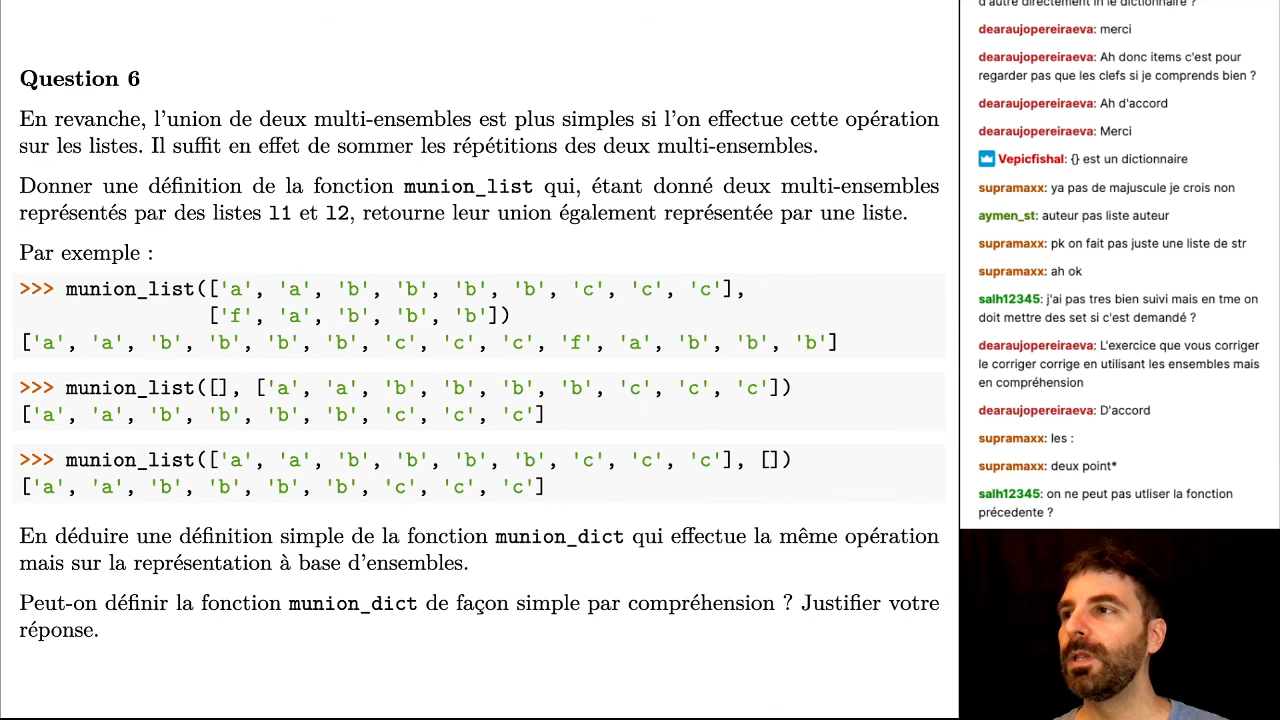 Question 6
En revanche, l'union de deux multi-ensembles est plus simples si l'on effectue cette opération
sur les listes. Il suffit en effet de sommer les répétitions des deux multi-ensembles.
Donner une définition de la fonction munion_list qui, étant donné deux multi-ensembles
représentés par des listes l1 et l2, retourne leur union également représentée par une liste.
Par exemple :
>>> munion_list(['a', 'a', 'b', 'b', 'b', 'b', 'c', 'c', 'c'],
['f', 'a', 'b', 'b', 'b'])
['a', 'a', 'b', 'b', 'b', 'b', 'c', 'c', 'c', 'f', 'a', 'b', 'b', 'b']
>>> munion_list([], ['a', 'a', 'b', 'b', 'b', 'b', 'c', 'c', 'c'])
['a', 'a', 'b', 'b', 'b', 'b', 'c', 'c', 'c']
>>> munion_list(['a', 'a', 'b', 'b', 'b', 'b', 'c', 'c', 'c'], [])
['a', 'a', 'b', 'b', 'b', 'b', 'c', 'c', 'c']
En déduire une définition simple de la fonction munion_dict qui effectue la même opération
mais sur la représentation à base d'ensembles.
Peut-on définir la fonction munion_dict de façon simple par compréhension ? Justifier votre
réponse.
d'autre directement in le dictionnaire ?
dearaujopereiraeva: merci
dearaujopereiraeva: Ah donc items c'est pour
regarder pas que les clefs si je comprends bien ?
dearaujopereiraeva: Ah d'accord
dearaujopereiraeva: Merci
Vepicfishal: {} est un dictionnaire
supramaxx: ya pas de majuscule je crois non
aymen_st: auteur pas liste auteur
supramaxx: pk on fait pas juste une liste de str
supramaxx: ah ok
salh12345: j'ai pas tres bien suivi mais en tme on
doit mettre des set si c'est demandé ?
dearaujopereiraeva: L'exercice que vous corriger
le corriger corrige en utilisant les ensembles mais
en compréhension
dearaujopereiraeva: D'accord
supramaxx: les :
supramaxx: deux point*
salh12345: on ne peut pas utliser la fonction
précedente ?